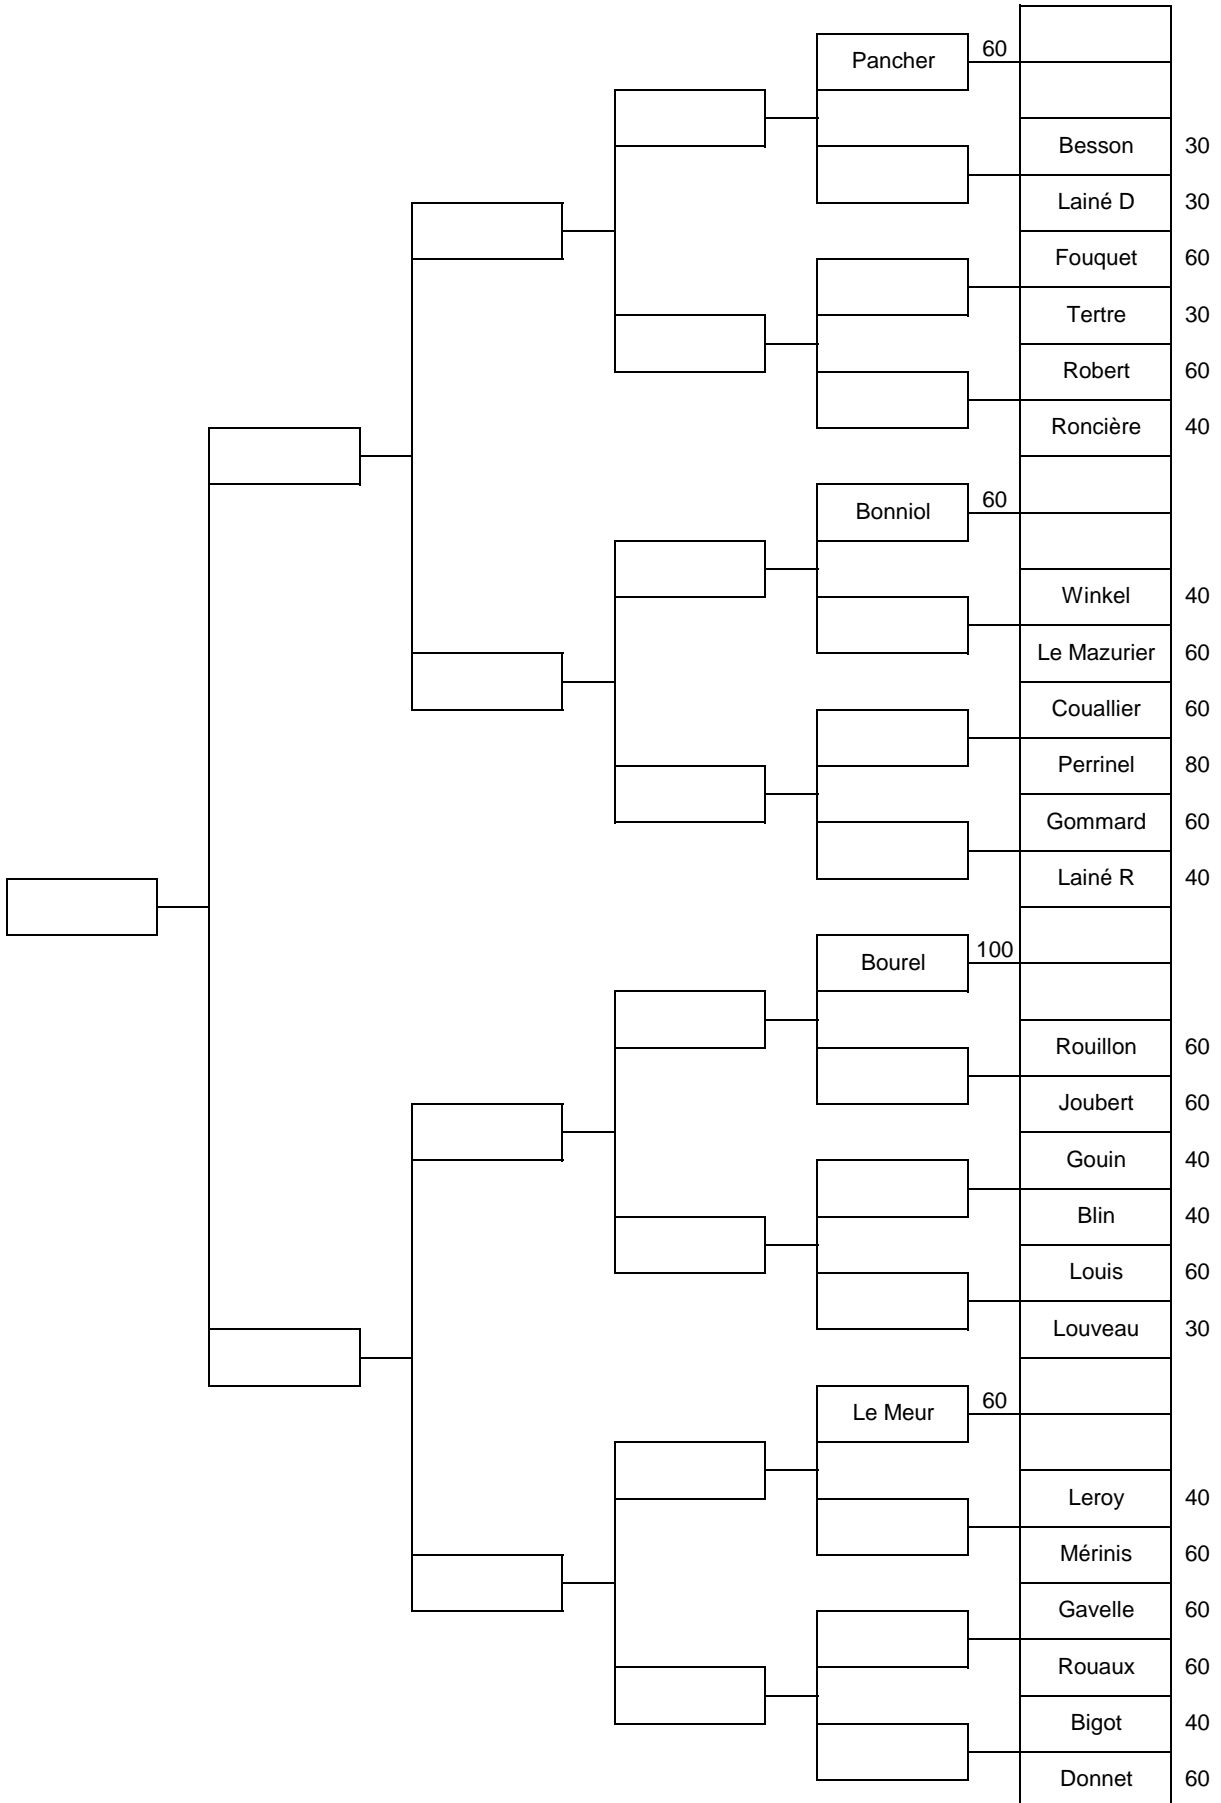 Pancher 60
Besson 30
Lainé D 30
Fouquet 60
Tertre 30
Robert 60
Roncière 40
Bonniol 60
Winkel 40
Le Mazurier 60
Couallier 60
Perrinel 80
Gommard 60
Lainé R 40
Bourel 100
Rouillon 60
Joubert 60
Gouin 40
Blin 40
Louis 60
Louveau 30
Le Meur 60
Leroy 40
Mérinis 60
Gavelle 60
Rouaux 60
Bigot 40
Donnet 60